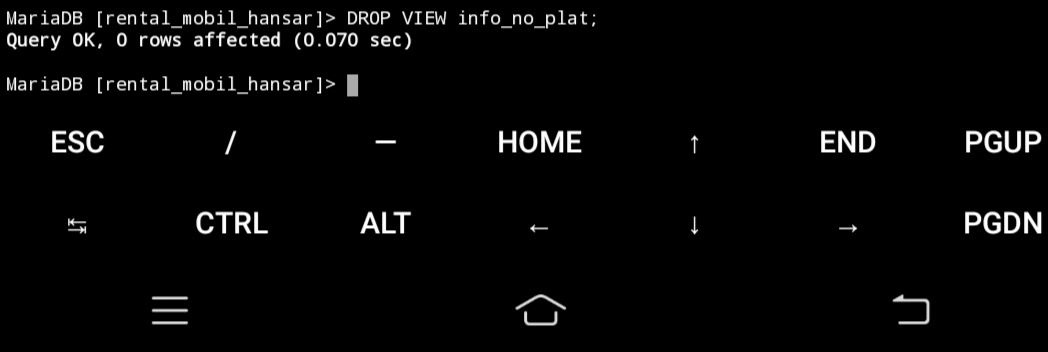 MariaDB [rental_mobil_hansar]> DROP VIEW info_no_plat;
Query OK, 0 rows affected (0.070 sec)
MariaDB [rental_mobil_hansar]>
ESC / — HOME ↑ END PGUP
↹ CTRL ALT ← ↓ → PGDN